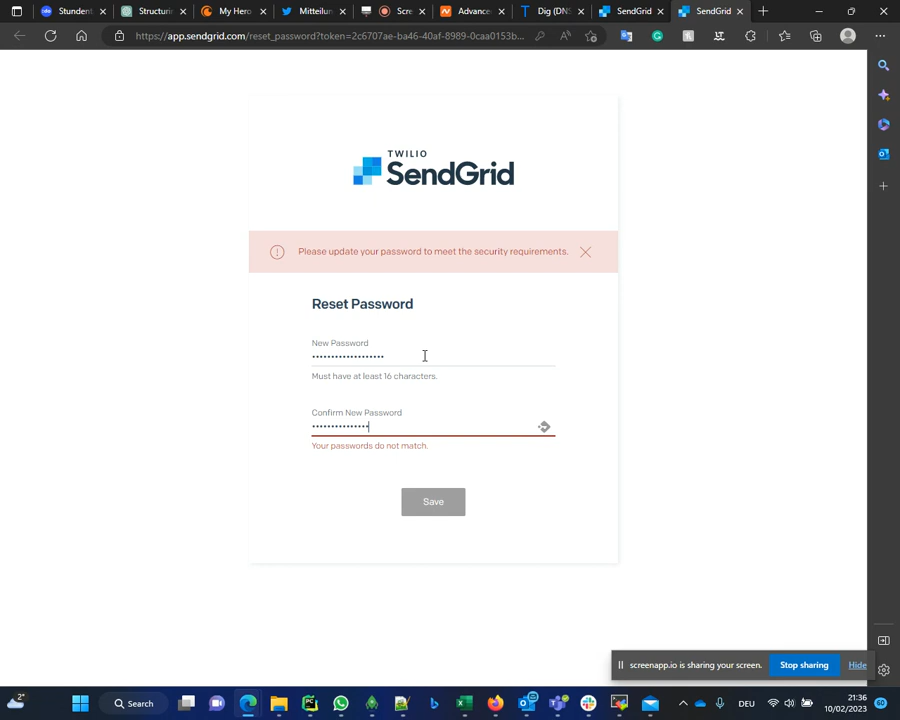 Stundent
Structurin
My Hero
Mitteilun
Scre
Advance
Dig (DNS
SendGrid
SendGrid
https://app.sendgrid.com/reset_password?token=2c6707ae-ba46-40af-8989-0caa0153b...
TWILIO
SendGrid
Please update your password to meet the security requirements.
Reset Password
New Password
•••••••••••••••••••
Must have at least 16 characters.
Confirm New Password
•••••••••••••••
Your passwords do not match.
Save
screenapp.io is sharing your screen.
Stop sharing
Hide
2°
Search
DEU
21:36
10/02/2023
60